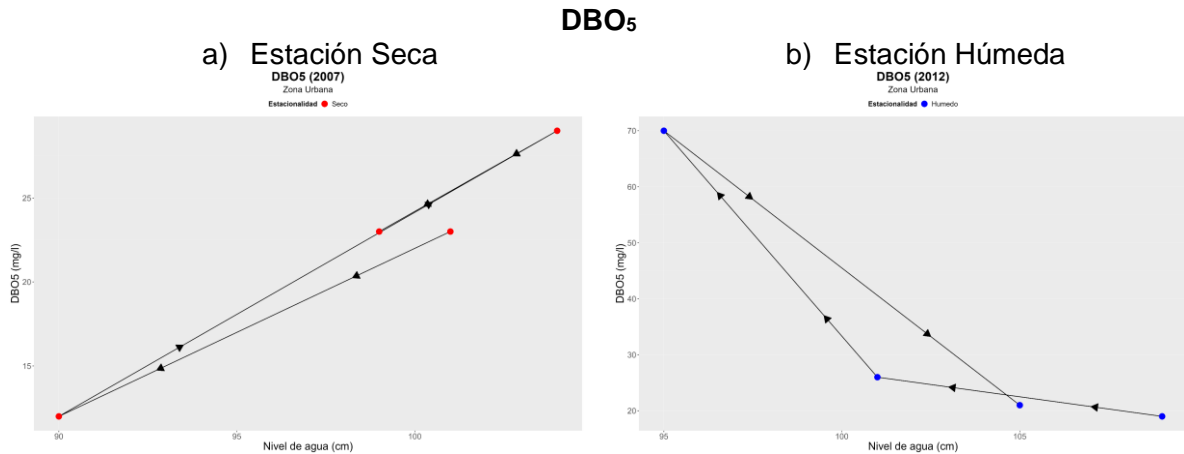 DBO₅
a) Estación Seca
DBO5 (2007)
Zona Urbana
Estacionalidad Seco
25
20
15
DBO5 (mg/l)
90 95 100
Nivel de agua (cm)
b) Estación Húmeda
DBO5 (2012)
Zona Urbana
Estacionalidad Humedo
70
60
50
40
30
20
DBO5 (mg/l)
95 100 105
Nivel de agua (cm)